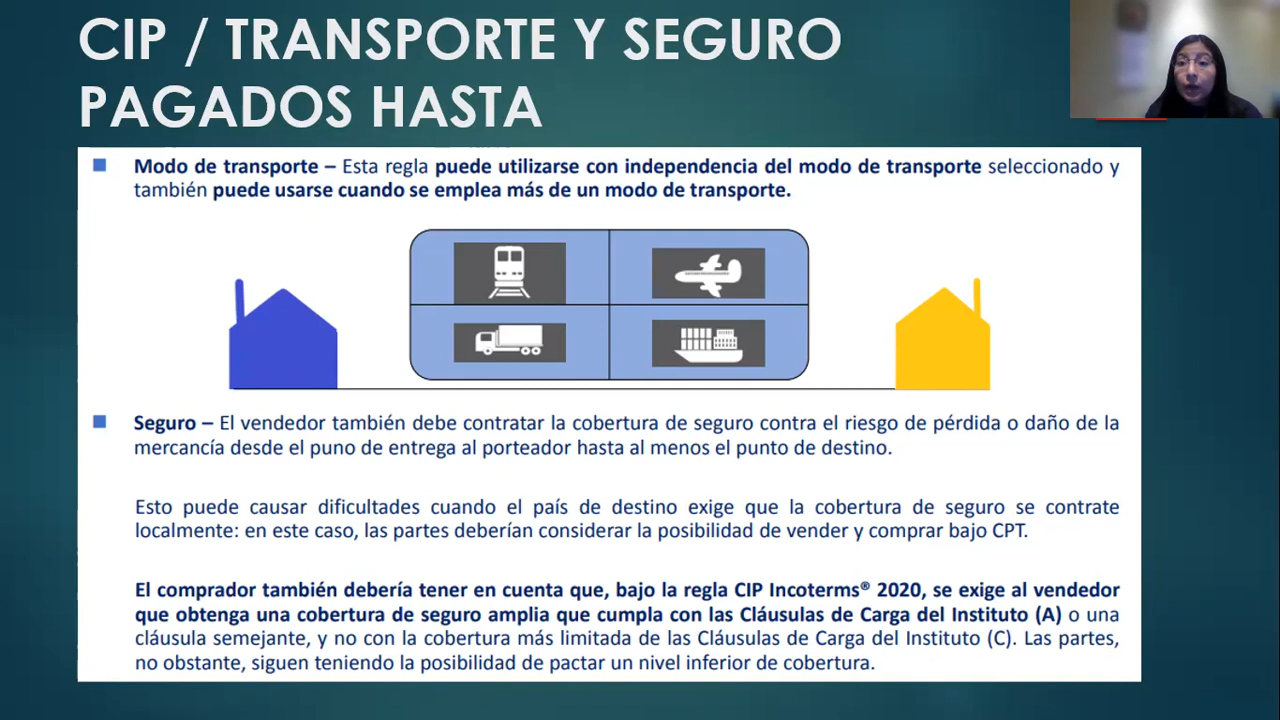 CIP / TRANSPORTE Y SEGURO
PAGADOS HASTA
Modo de transporte – Esta regla puede utilizarse con independencia del modo de transporte seleccionado y
también puede usarse cuando se emplea más de un modo de transporte.
Seguro – El vendedor también debe contratar la cobertura de seguro contra el riesgo de pérdida o daño de la
mercancía desde el puno de entrega al porteador hasta al menos el punto de destino.
Esto puede causar dificultades cuando el país de destino exige que la cobertura de seguro se contrate
localmente: en este caso, las partes deberían considerar la posibilidad de vender y comprar bajo CPT.
El comprador también debería tener en cuenta que, bajo la regla CIP Incoterms® 2020, se exige al vendedor
que obtenga una cobertura de seguro amplia que cumpla con las Cláusulas de Carga del Instituto (A) o una
cláusula semejante, y no con la cobertura más limitada de las Cláusulas de Carga del Instituto (C). Las partes,
no obstante, siguen teniendo la posibilidad de pactar un nivel inferior de cobertura.